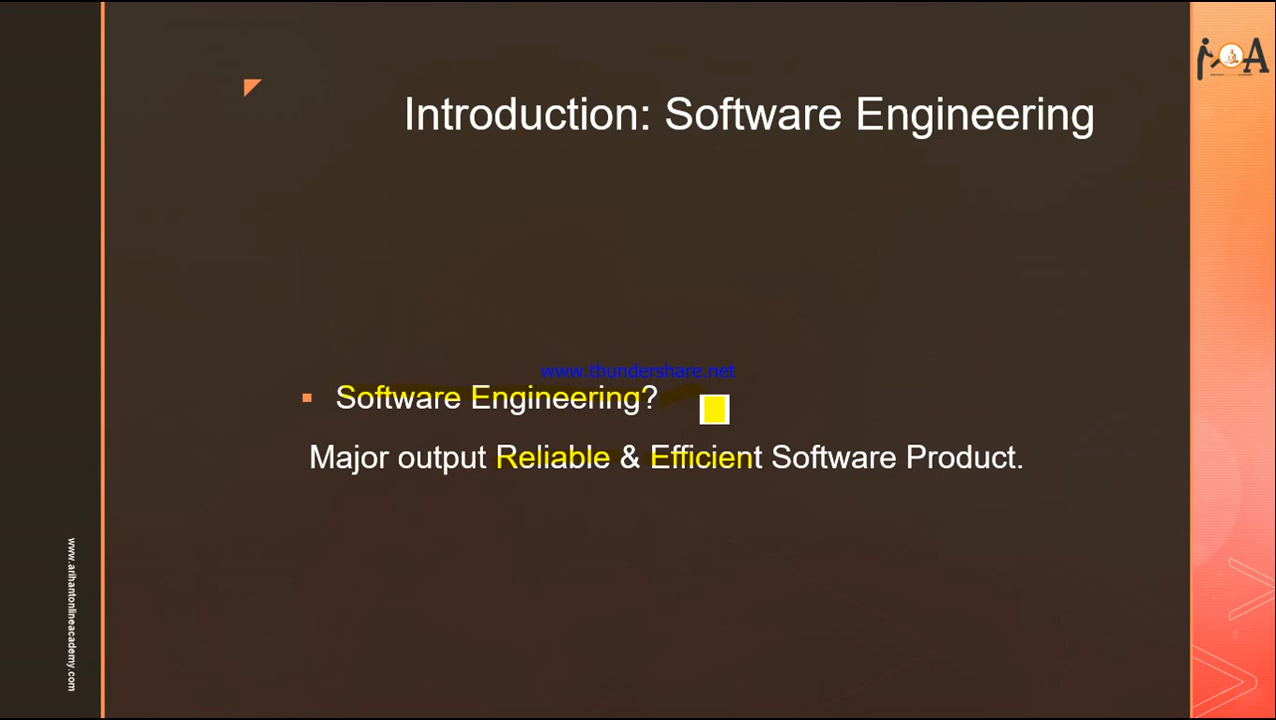 A
Introduction: Software Engineering
www.thundershare.net
Software Engineering?
Major output Reliable & Efficient Software Product.
www.arihantonlineacademy.com